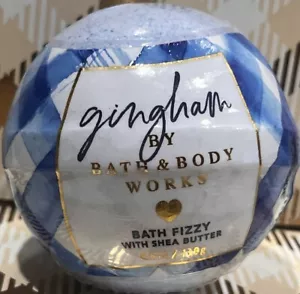 gingham
BY
BATH & BODY
WORKS
BATH FIZZY
WITH SHEA BUTTER